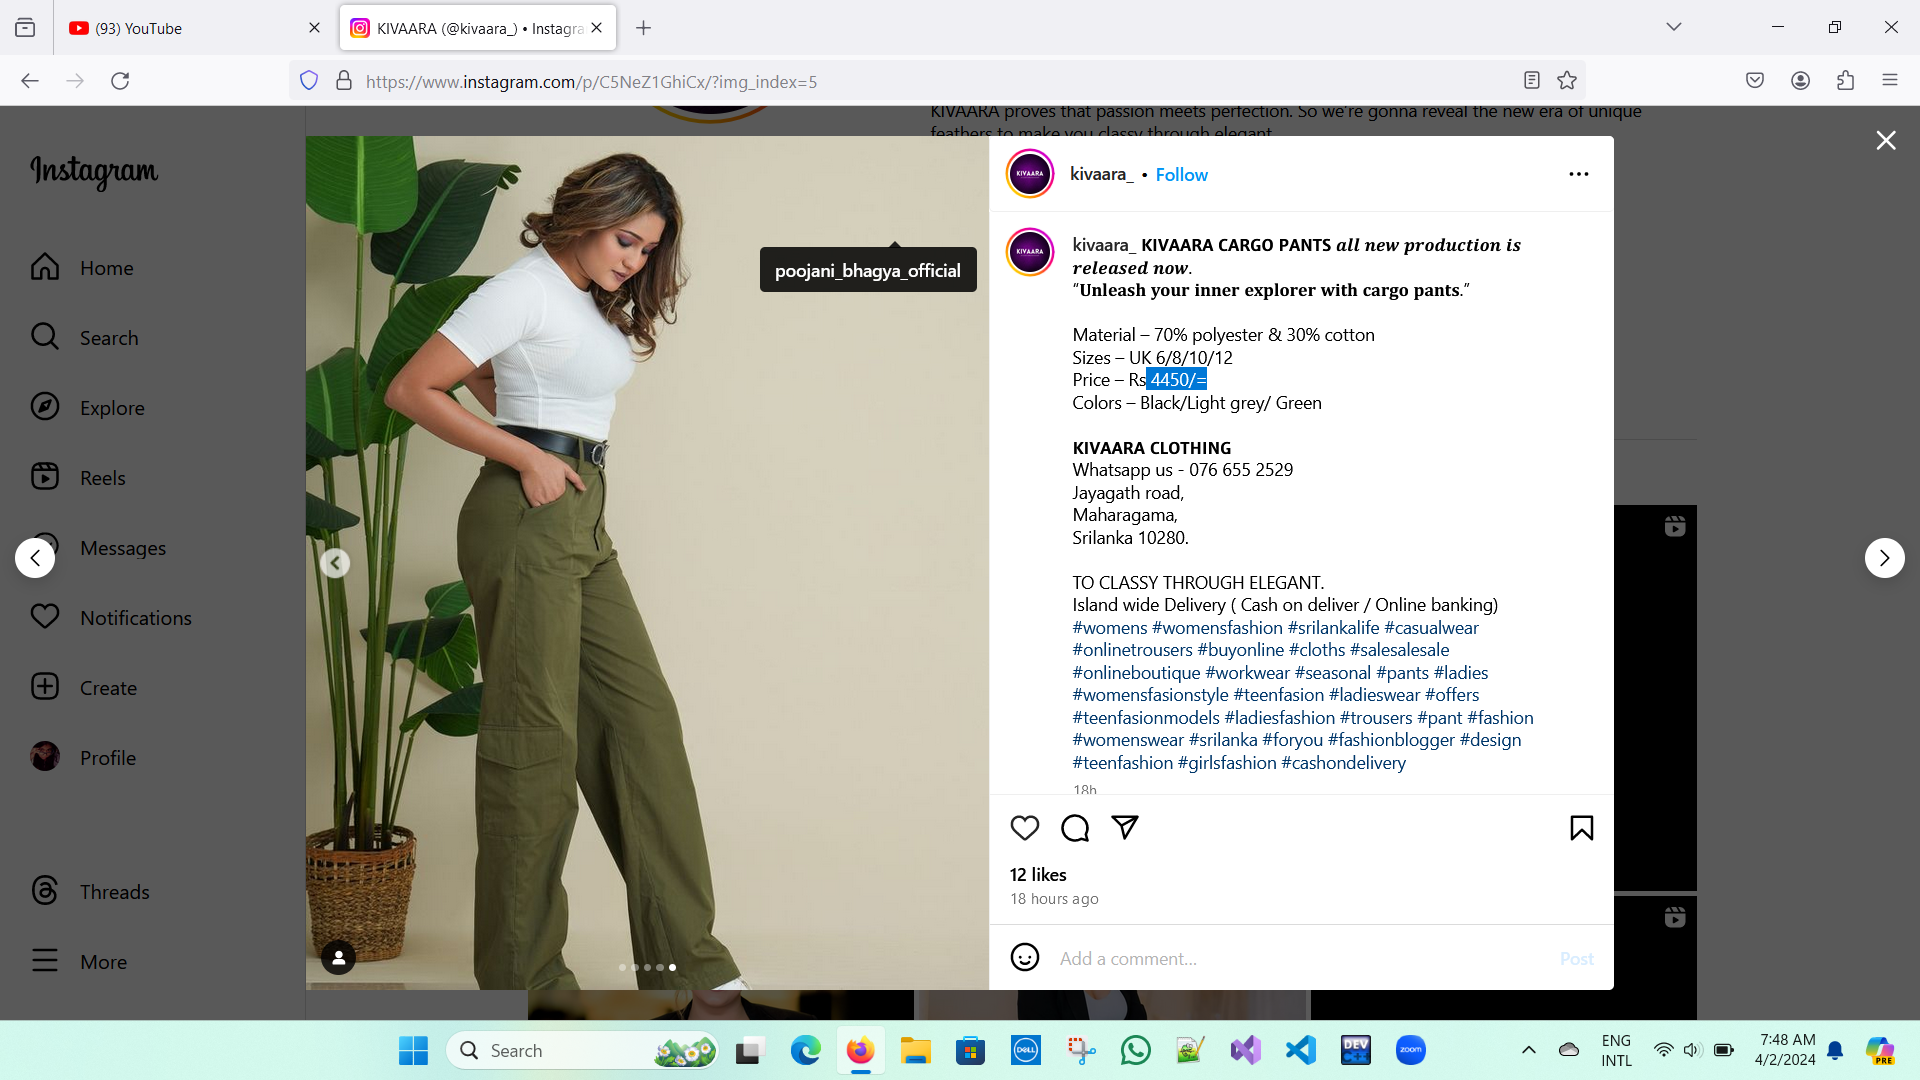 (93) YouTube
KIVAARA (@kivaara_) • Instagra
https://www.instagram.com/p/C5NeZ1GhiCx/?img_index=5
KIVAARA proves that passion meets perfection. So we're gonna reveal the new era of unique
feathers to make you classy through elegant
Instagram
Home
Search
Explore
Reels
Messages
Notifications
Create
Profile
Threads
More
poojani_bhagya_official
KIVAARA
kivaara_ • Follow
KIVAARA
kivaara_ KIVAARA CARGO PANTS all new production is
released now.
“Unleash your inner explorer with cargo pants.”
Material – 70% polyester & 30% cotton
Sizes – UK 6/8/10/12
Price – Rs 4450/=
Colors – Black/Light grey/ Green
KIVAARA CLOTHING
Whatsapp us - 076 655 2529
Jayagath road,
Maharagama,
Srilanka 10280.
TO CLASSY THROUGH ELEGANT.
Island wide Delivery ( Cash on deliver / Online banking)
#womens #womensfashion #srilankalife #casualwear
#onlinetrousers #buyonline #cloths #salesalesale
#onlineboutique #workwear #seasonal #pants #ladies
#womensfasionstyle #teenfasion #ladieswear #offers
#teenfasionmodels #ladiesfashion #trousers #pant #fashion
#womenswear #srilanka #foryou #fashionblogger #design
#teenfashion #girlsfashion #cashondelivery
18h
12 likes
18 hours ago
Add a comment...
Post
Search
DELL
DEV
zoom
ENG
INTL
7:48 AM
4/2/2024
PRE